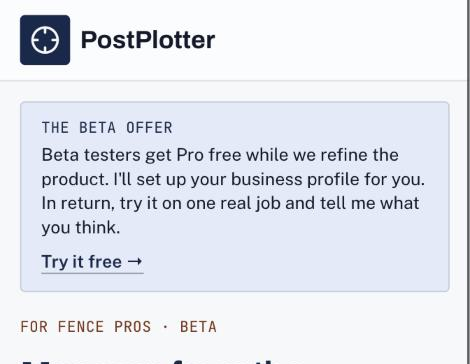 PostPlotter
THE BETA OFFER
Beta testers get Pro free while we refine the
product. I'll set up your business profile for you.
In return, try it on one real job and tell me what
you think.
Try it free →
FOR FENCE PROS · BETA